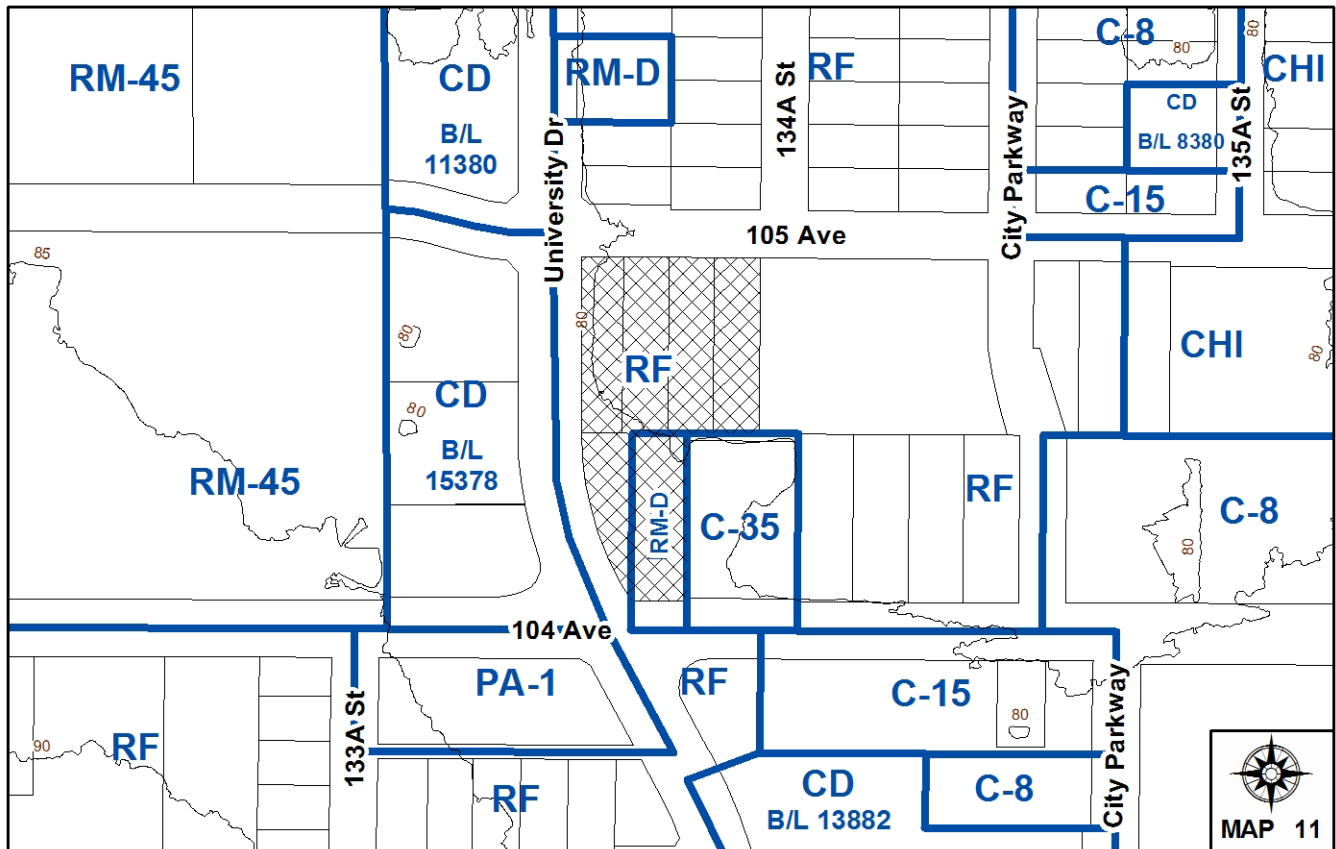 C-8
80
80
RM-45
CD
RM-D
RF
CHI
134A St
City Parkway
CD
135A St
B/L
11380
B/L 8380
University Dr
C-15
105 Ave
85
80
80
CHI
80
RF
CD
80
B/L
15378
RM-45
RM-D
C-35
RF
C-8
80
104 Ave
PA-1
RF
C-15
133A St
City Parkway
80
90
RF
RF
CD
B/L 13882
C-8
MAP 11